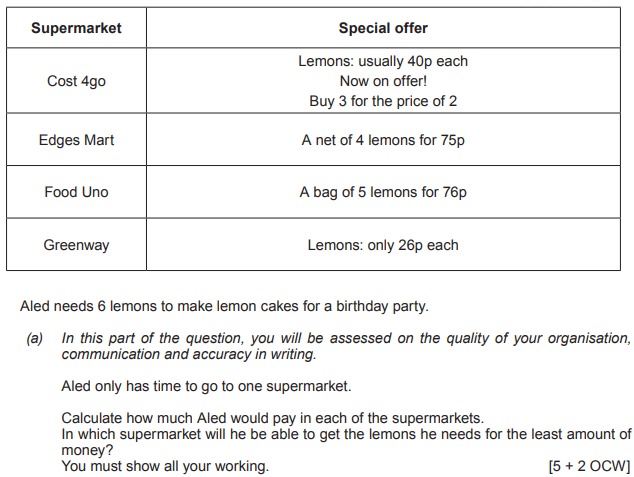 Supermarket Special offer
Lemons: usually 40p each
Cost 4go Now on offer!
Buy 3 for the price of 2
Edges Mart A net of 4 lemons for 75p
Food Uno A bag of 5 lemons for 76p
Greenway Lemons: only 26p each
Aled needs 6 lemons to make lemon cakes for a birthday party.
(a) In this part of the question, you will be assessed on the quality of your organisation,
communication and accuracy in writing.
Aled only has time to go to one supermarket.
Calculate how much Aled would pay in each of the supermarkets.
In which supermarket will he be able to get the lemons he needs for the least amount of
money?
You must show all your working. [5 + 2 OCW]